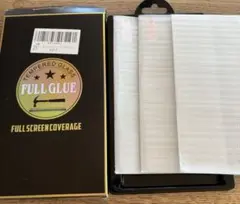 TEMPERED GLASS
FULL GLUE
FULL SCREEN COVERAGE